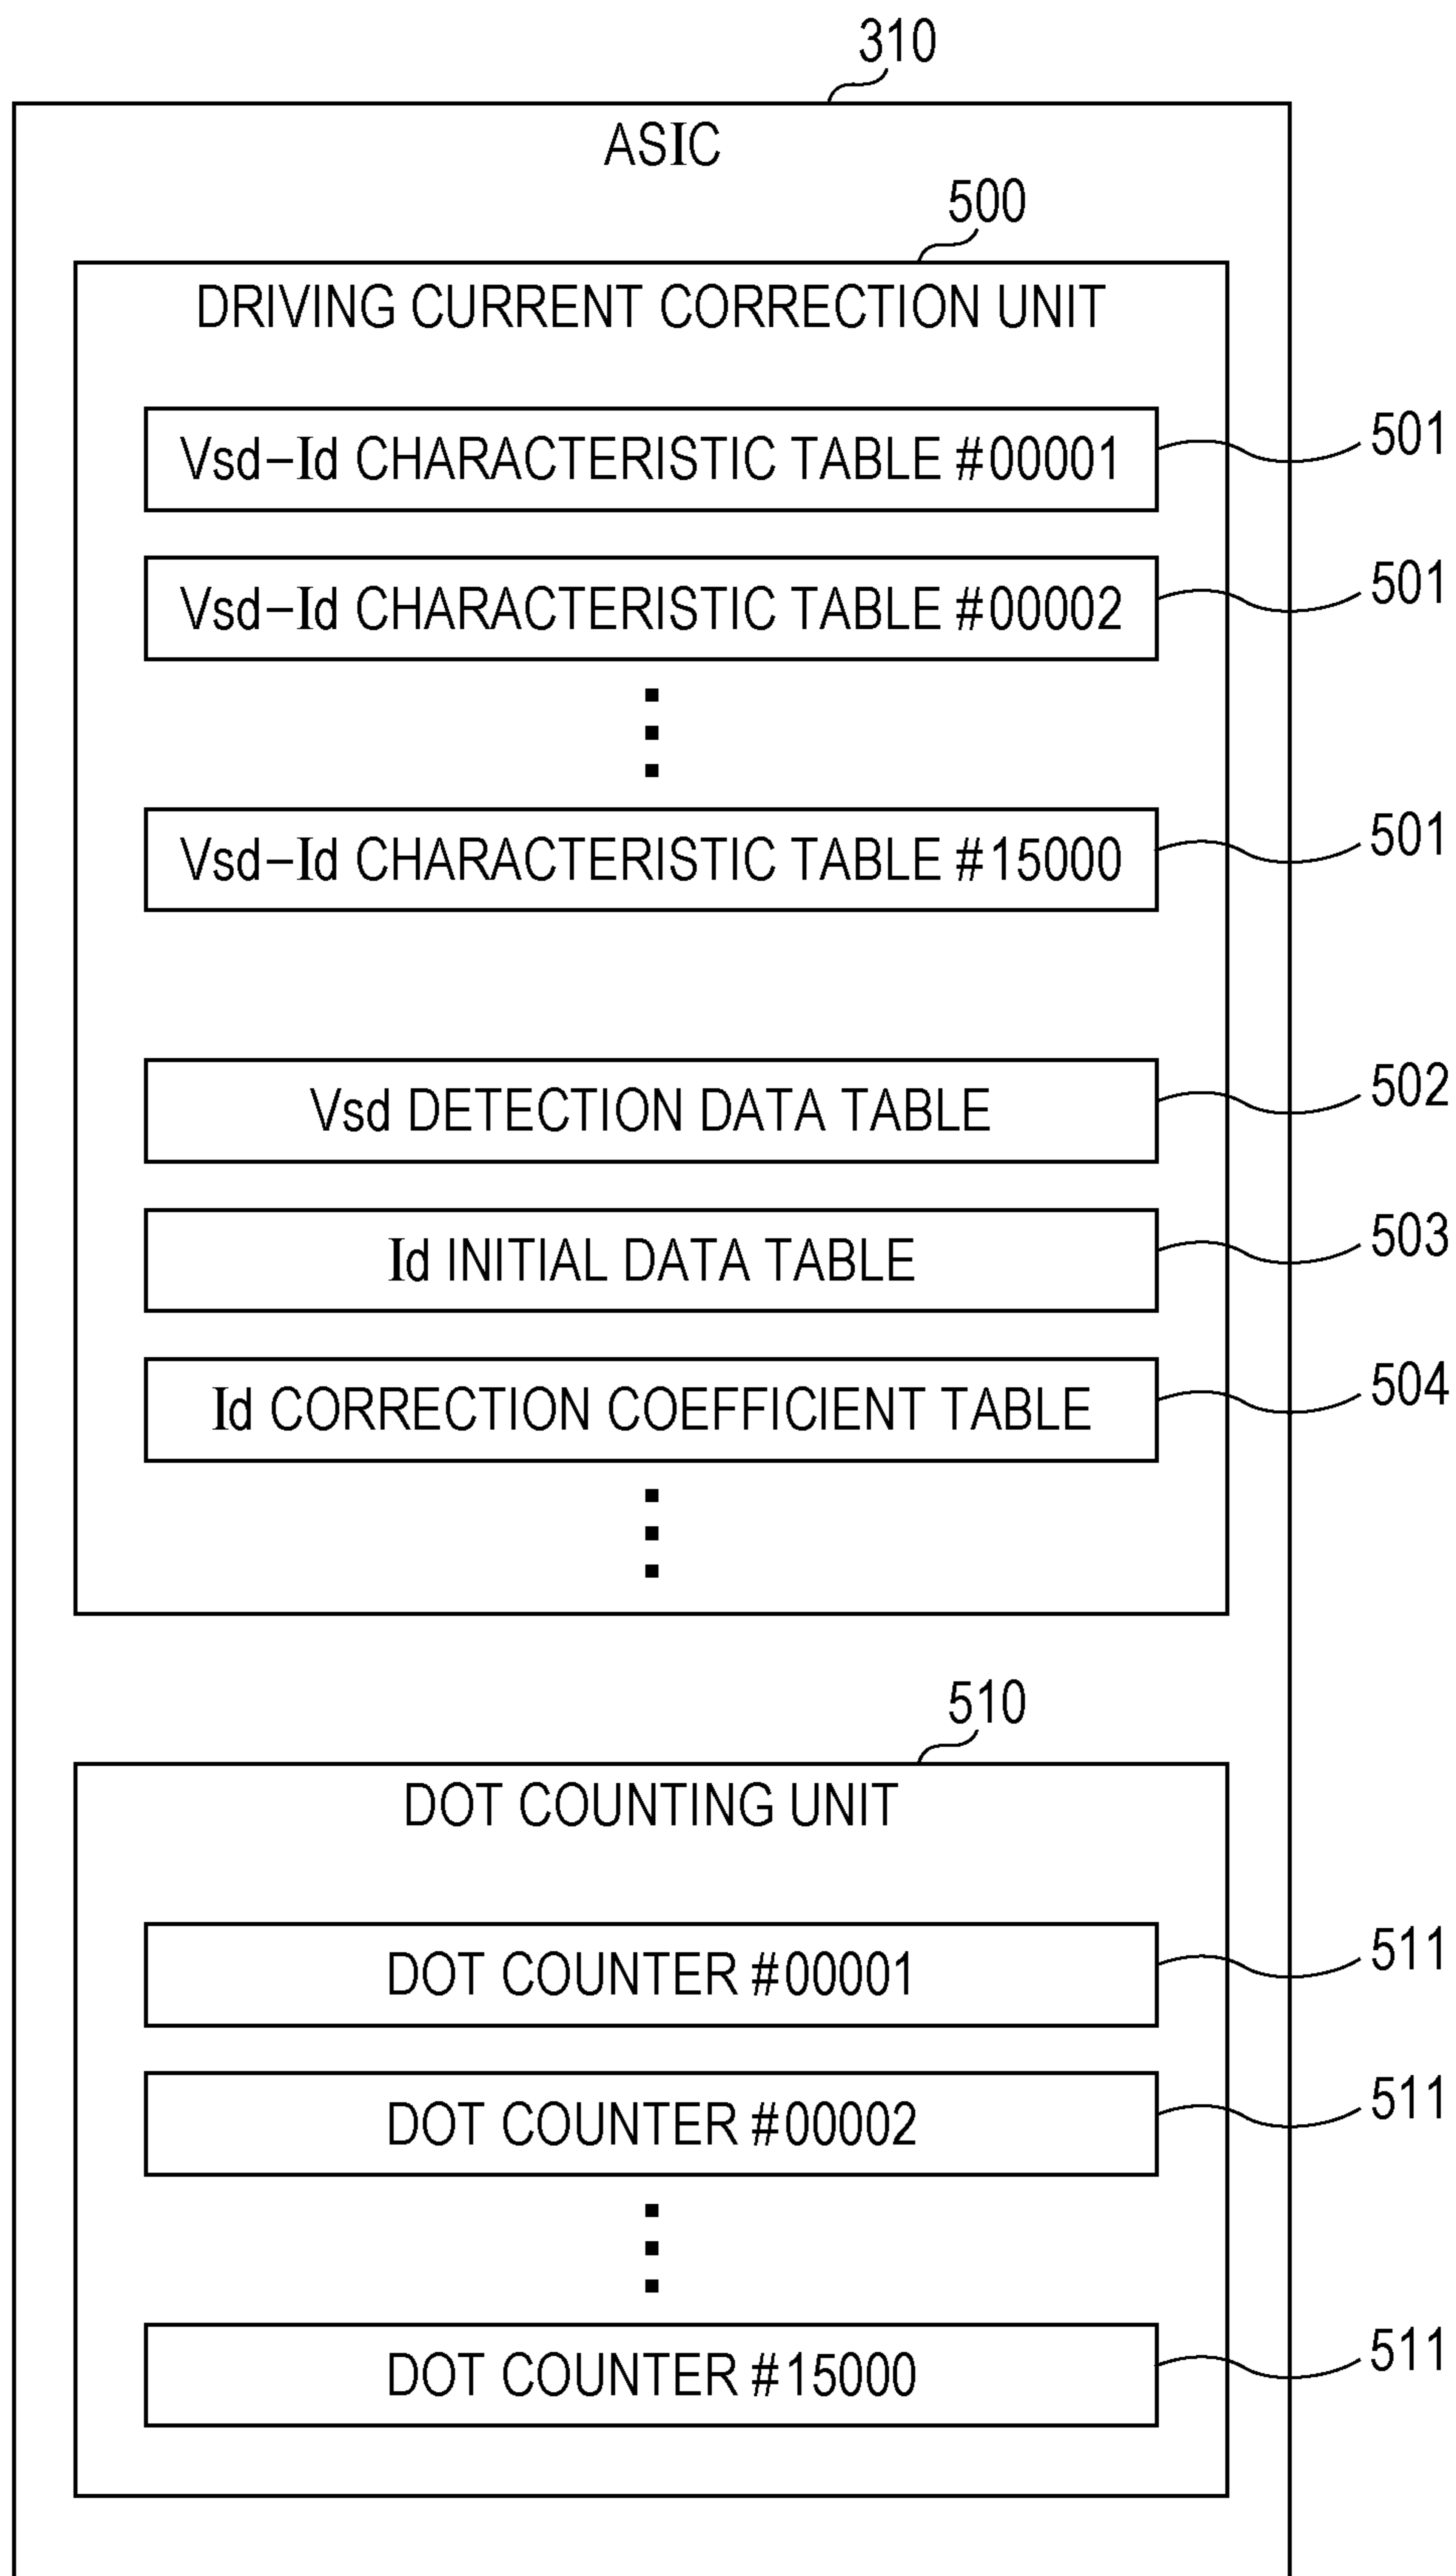 310
ASIC
500
DRIVING CURRENT CORRECTION UNIT
Vsd-Id CHARACTERISTIC TABLE #00001
501
Vsd-Id CHARACTERISTIC TABLE #00002
501
Vsd-Id CHARACTERISTIC TABLE #15000
501
Vsd DETECTION DATA TABLE
502
Id INITIAL DATA TABLE
503
Id CORRECTION COEFFICIENT TABLE
504
510
DOT COUNTING UNIT
DOT COUNTER #00001
511
DOT COUNTER #00002
511
DOT COUNTER #15000
511